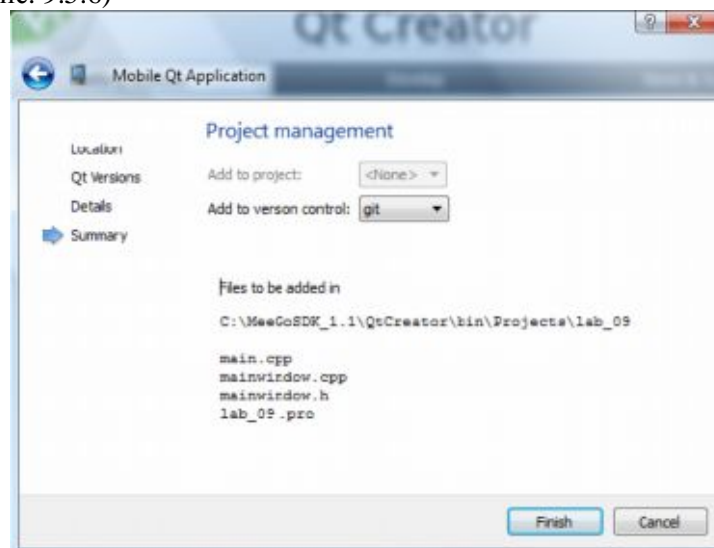 Qt Creator
Mobile Qt Application
Project management
Location
Qt Versions
Details
Summary
Add to project: <None>
Add to verson control: git
Files to be added in
C:\MeeGoSDK_1.1\QtCreator\bin\Projects\lab_09
main.cpp
mainwindow.cpp
mainwindow.h
lab_09.pro
Finish Cancel